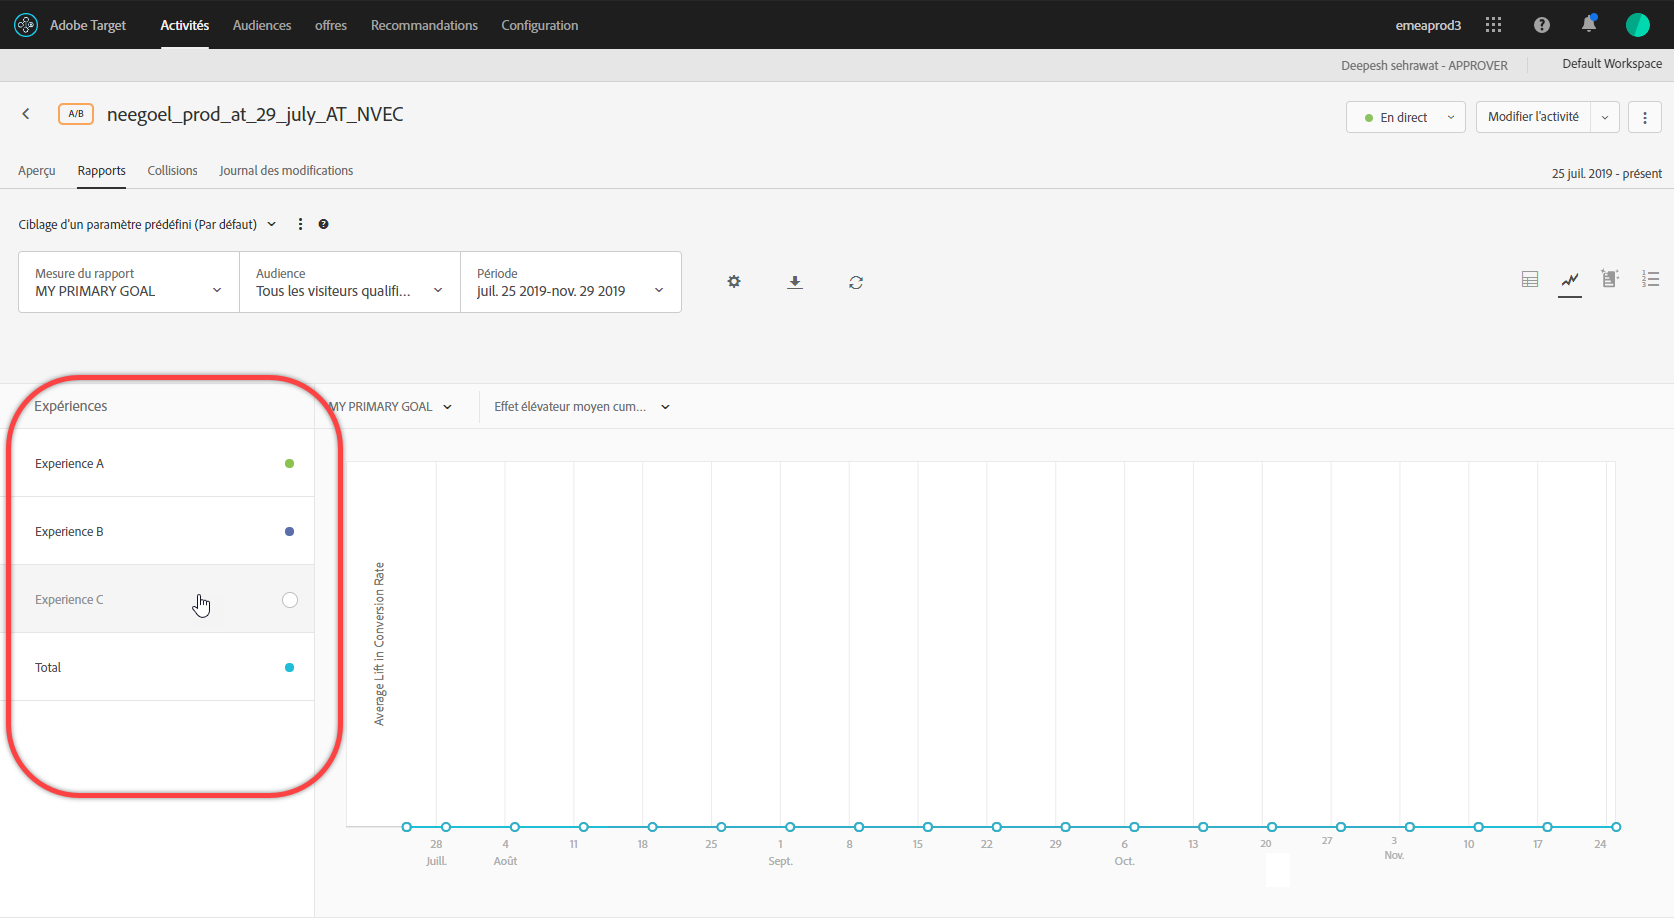 Adobe Target
Activités
Audiences
offres
Recommandations
Configuration
emeaprod3
Deepesh sehrawat - APPROVER
Default Workspace
A/B
neegoel_prod_at_29_july_AT_NVEC
En direct
Modifier l'activité
Aperçu
Rapports
Collisions
Journal des modifications
25 juil. 2019 - présent
Ciblage d'un paramètre prédéfini (Par défaut)
Mesure du rapport
MY PRIMARY GOAL
Audience
Tous les visiteurs qualifi...
Période
juil. 25 2019-nov. 29 2019
Expériences
MY PRIMARY GOAL
Effet élévateur moyen cum...
Experience A
Experience B
Experience C
Total
Average Lift in Conversion Rate
28 4 11 18 25 1 8 15 22 29 6 13 20 27 3 10 17 24
Juill. Août Sept. Oct. Nov.